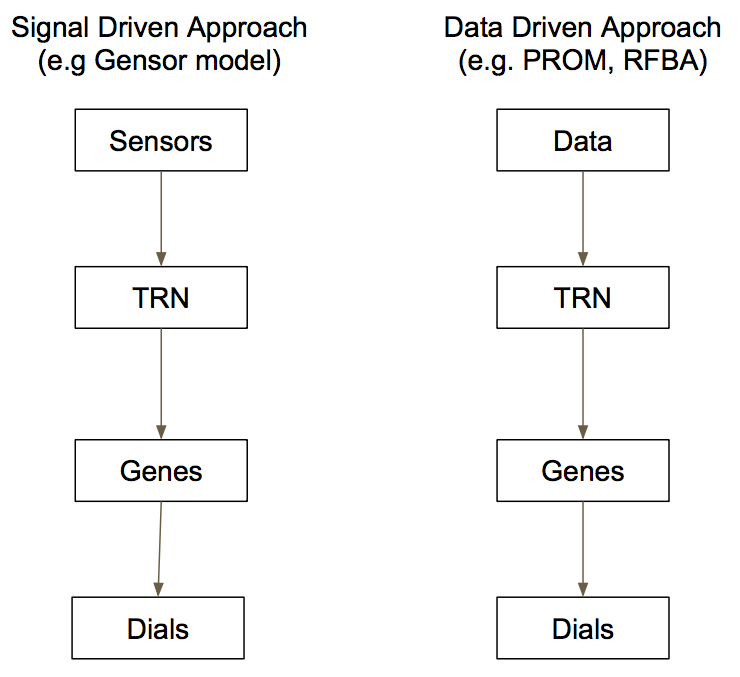 Signal Driven Approach
(e.g Gensor model)
Sensors
TRN
Genes
Dials
Data Driven Approach
(e.g. PROM, RFBA)
Data
TRN
Genes
Dials